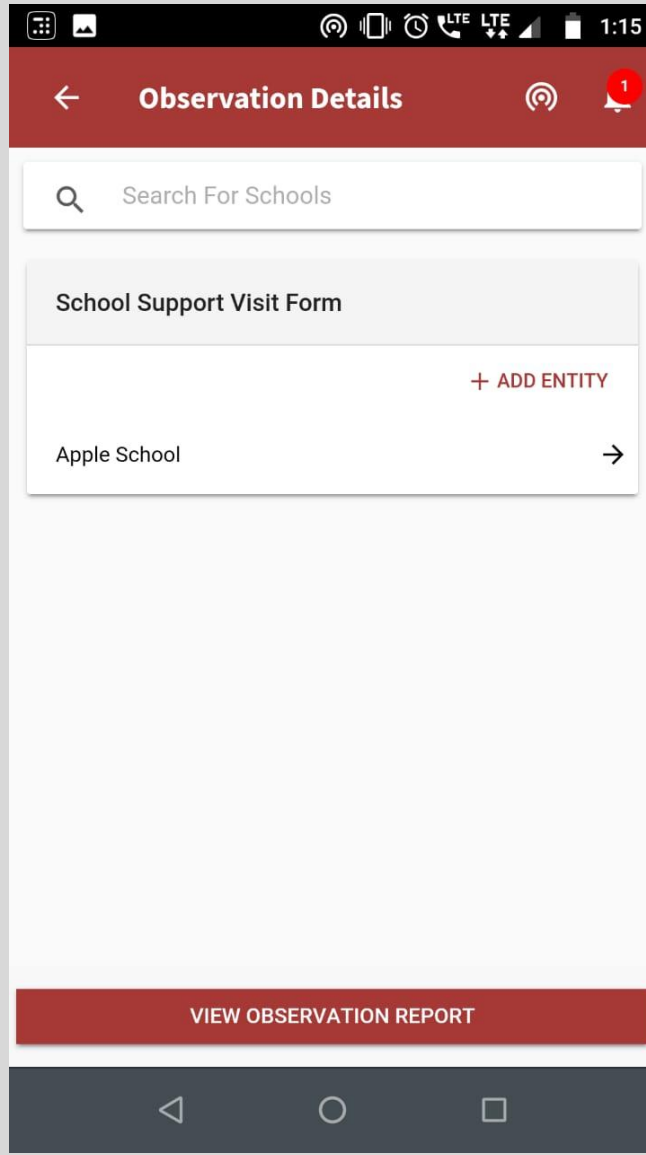 LTE LTE 1:15
Observation Details 1
Search For Schools
School Support Visit Form
+ ADD ENTITY
Apple School
VIEW OBSERVATION REPORT